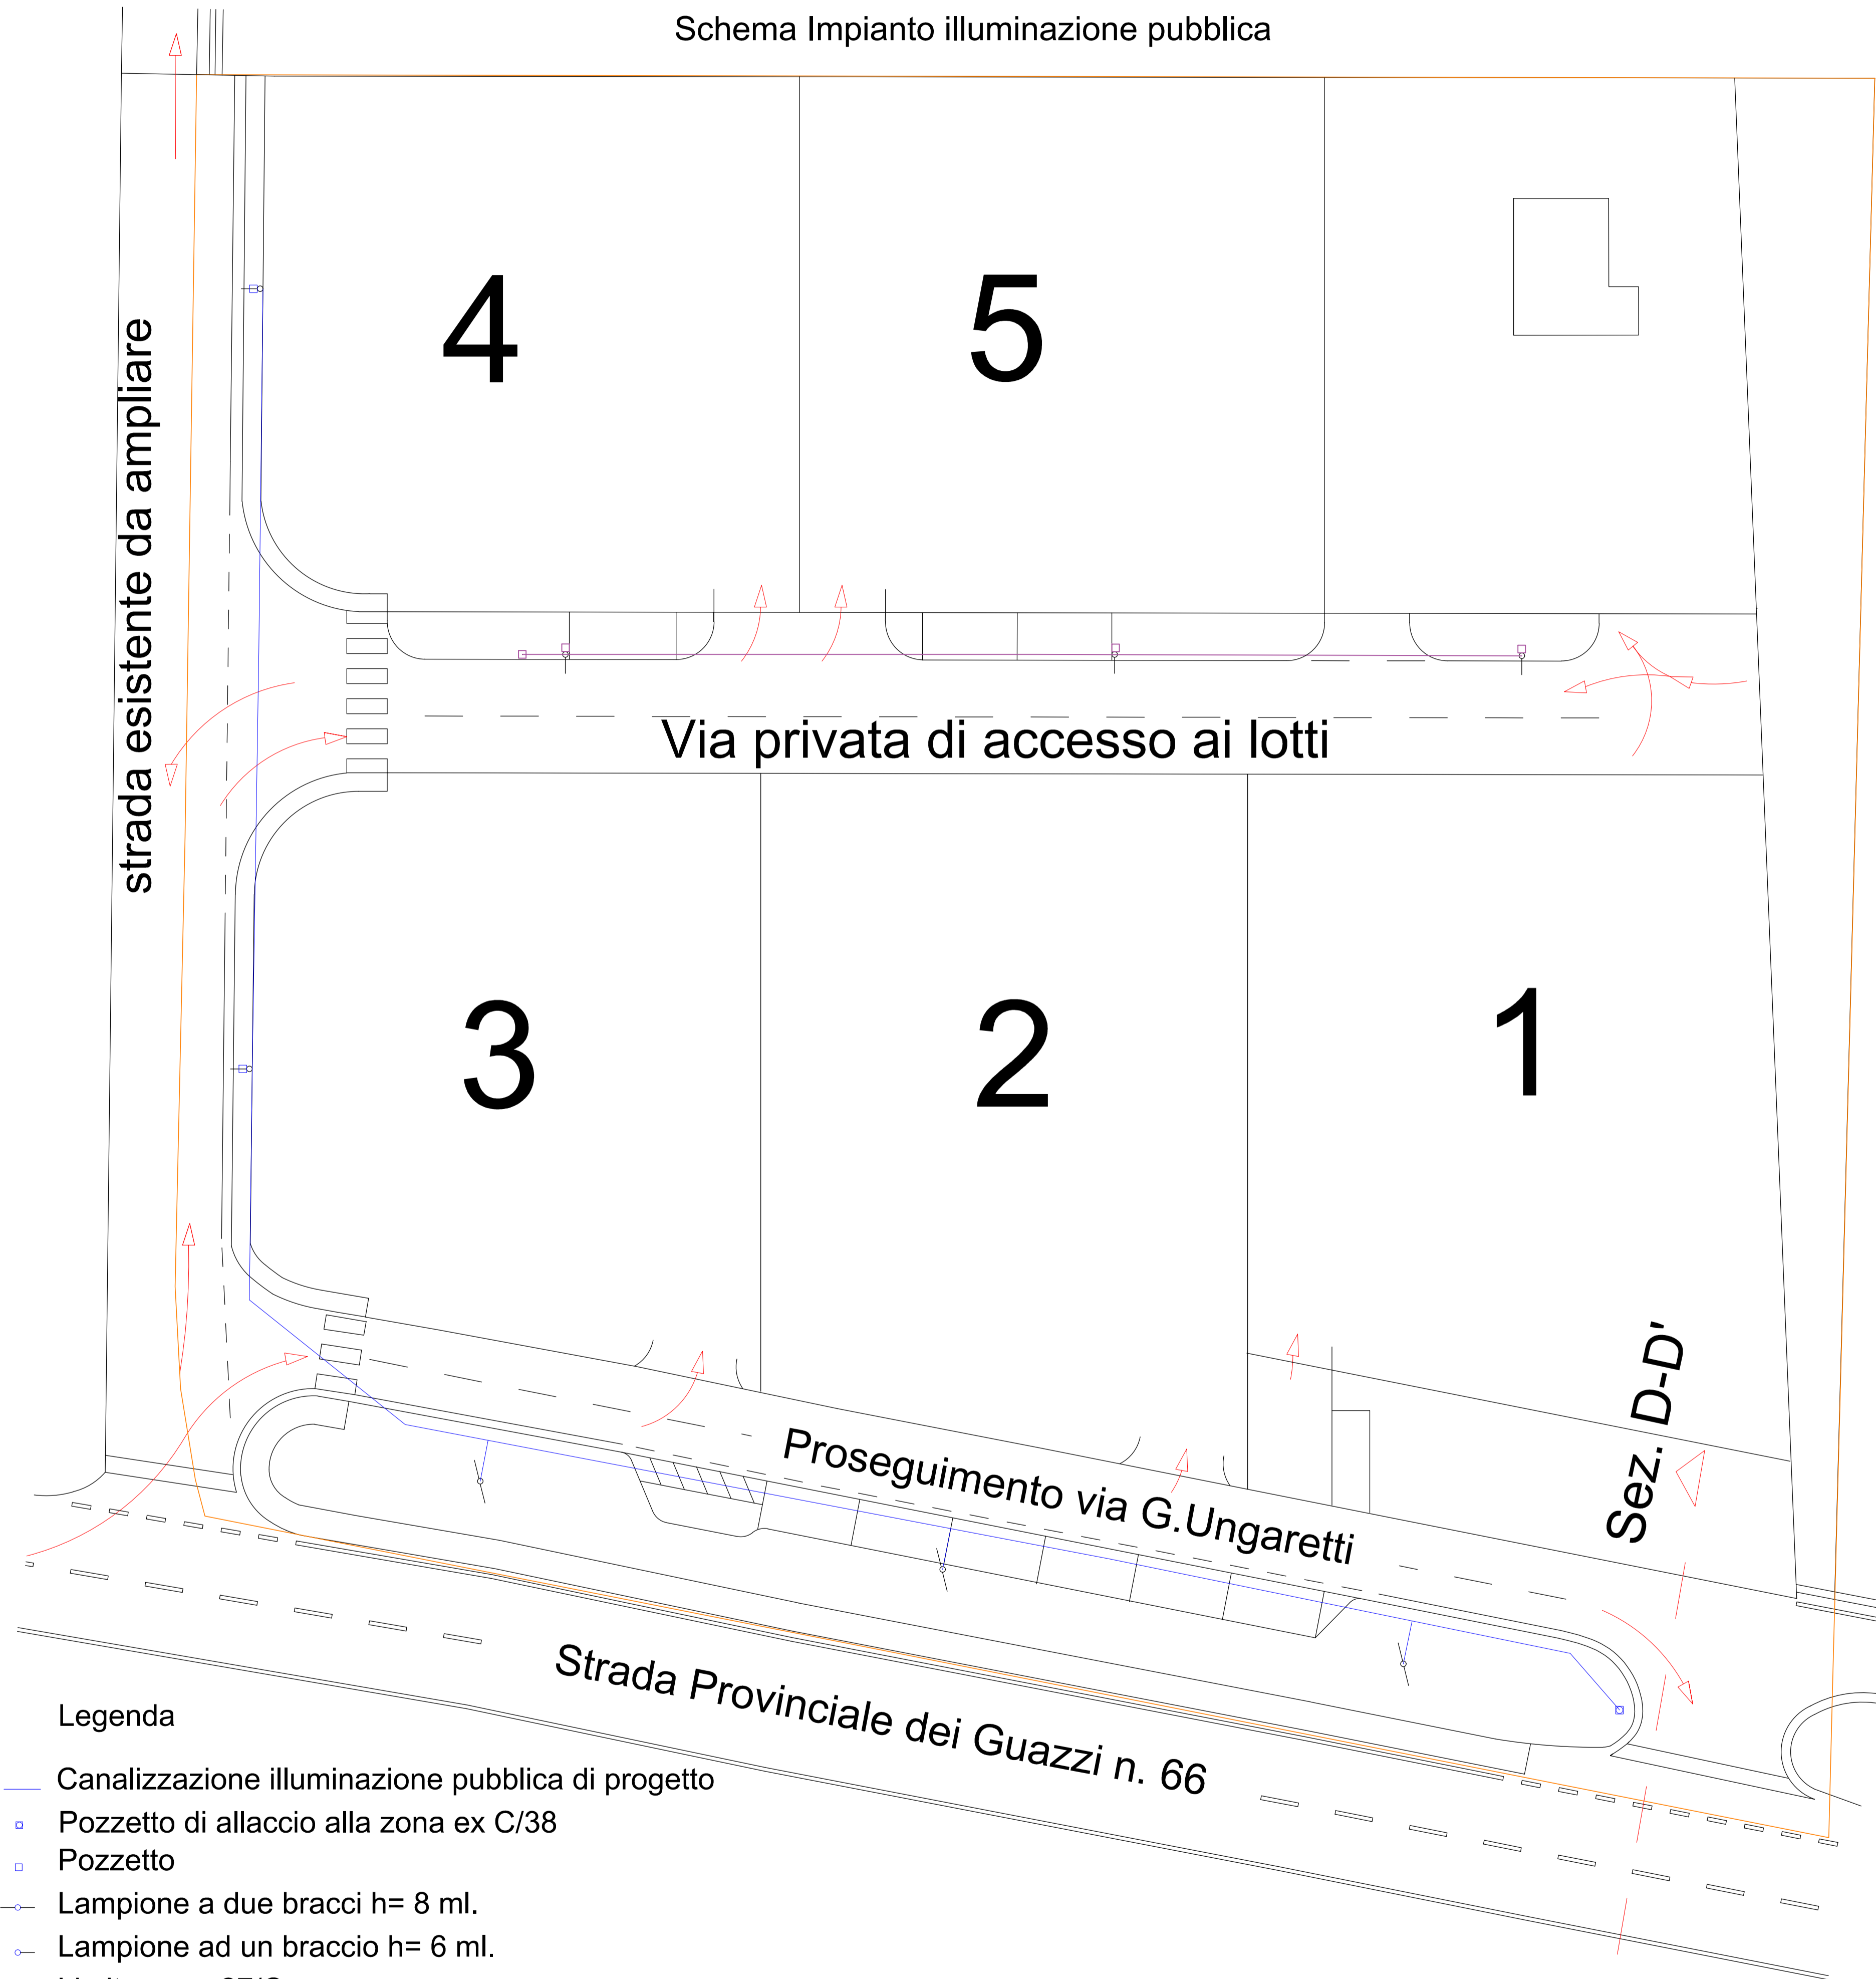 Schema Impianto illuminazione pubblica
4
5
strada esistente da ampliare
Via privata di accesso ai lotti
3
2
1
Sez. D-D'
Proseguimento via G.Ungaretti
Strada Provinciale dei Guazzi n. 66
Legenda
Canalizzazione illuminazione pubblica di progetto
Pozzetto di allaccio alla zona ex C/38
Pozzetto
Lampione a due bracci h= 8 ml.
Lampione ad un braccio h= 6 ml.